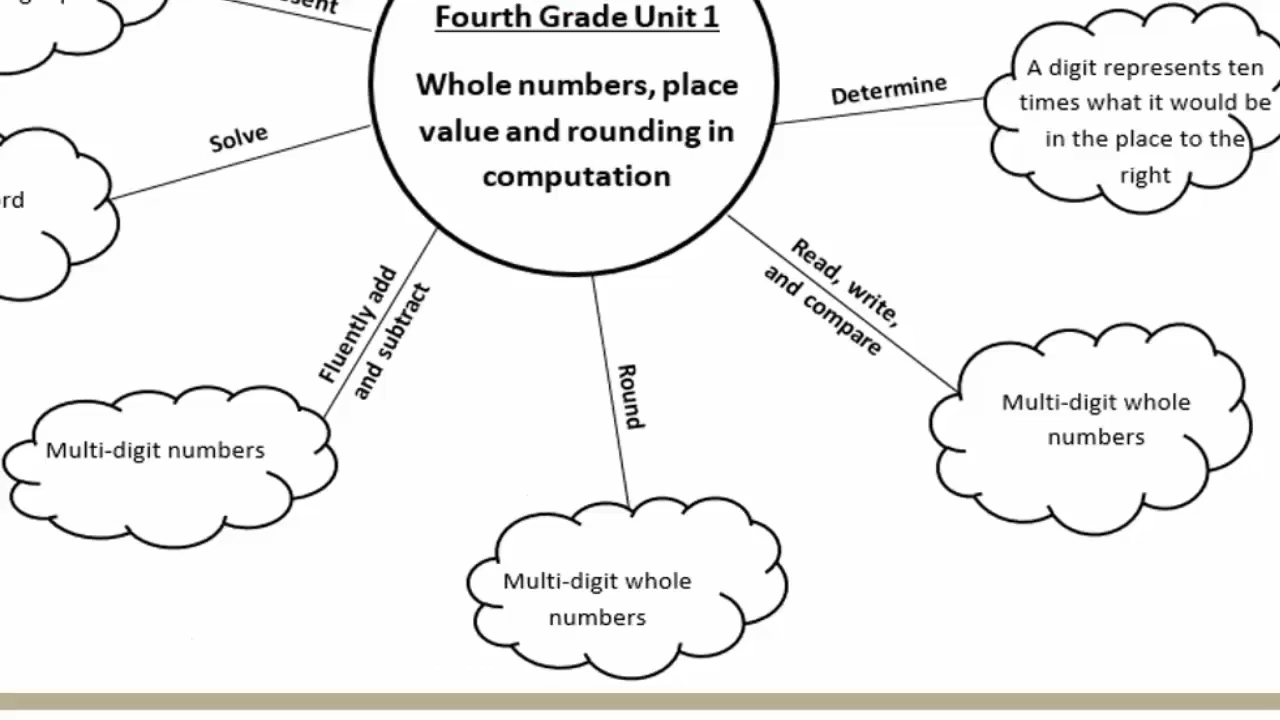 Fourth Grade Unit 1
Whole numbers, place
value and rounding in
computation
Determine
A digit represents ten
times what it would be
in the place to the
right
Solve
Read, write,
and compare
Multi-digit whole
numbers
Fluently add
and subtract
Multi-digit numbers
Round
Multi-digit whole
numbers